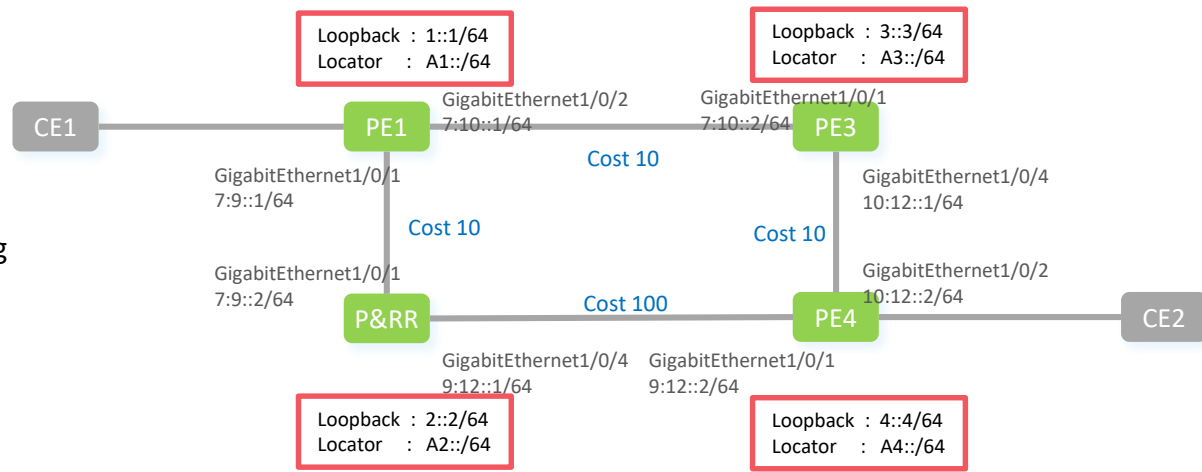 Loopback : 1::1/64
Locator : A1::/64
Loopback : 3::3/64
Locator : A3::/64
GigabitEthernet1/0/2
7:10::1/64
GigabitEthernet1/0/1
7:10::2/64
CE1
PE1
PE3
Cost 10
GigabitEthernet1/0/1
7:9::1/64
GigabitEthernet1/0/4
10:12::1/64
Cost 10
Cost 10
g
GigabitEthernet1/0/1
7:9::2/64
GigabitEthernet1/0/2
10:12::2/64
P&RR
Cost 100
PE4
CE2
GigabitEthernet1/0/4
9:12::1/64
GigabitEthernet1/0/1
9:12::2/64
Loopback : 2::2/64
Locator : A2::/64
Loopback : 4::4/64
Locator : A4::/64